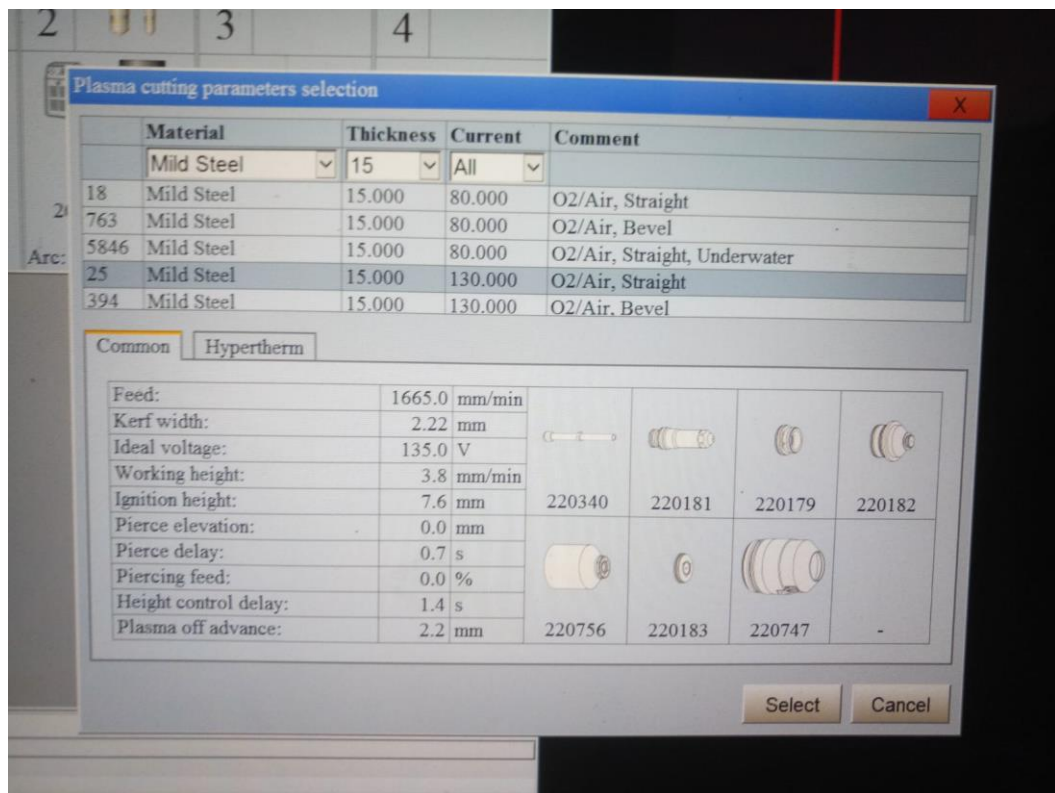 2 3 4
Plasma cutting parameters selection X
Material Thickness Current Comment
Mild Steel 15 All
18 Mild Steel 15.000 80.000 O2/Air, Straight
763 Mild Steel 15.000 80.000 O2/Air, Bevel
5846 Mild Steel 15.000 80.000 O2/Air, Straight, Underwater
Arc:
25 Mild Steel 15.000 130.000 O2/Air, Straight
394 Mild Steel 15.000 130.000 O2/Air, Bevel
Common Hypertherm
Feed: 1665.0 mm/min
Kerf width: 2.22 mm
Ideal voltage: 135.0 V
Working height: 3.8 mm/min
Ignition height: 7.6 mm 220340 220181 220179 220182
Pierce elevation: 0.0 mm
Pierce delay: 0.7 s
Piercing feed: 0.0 %
Height control delay: 1.4 s
Plasma off advance: 2.2 mm 220756 220183 220747 -
Select Cancel